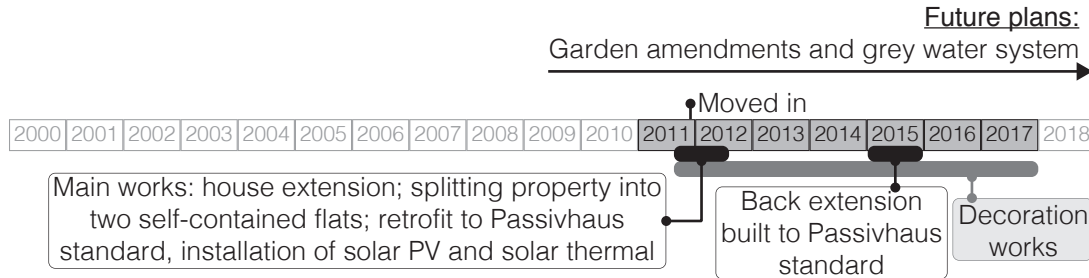 Future plans:
Garden amendments and grey water system
Moved in
2000 2001 2002 2003 2004 2005 2006 2007 2008 2009 2010 2011 2012 2013 2014 2015 2016 2017 2018
Main works: house extension; splitting property into
two self-contained flats; retrofit to Passivhaus
standard, installation of solar PV and solar thermal
Back extension
built to Passivhaus
standard
Decoration
works